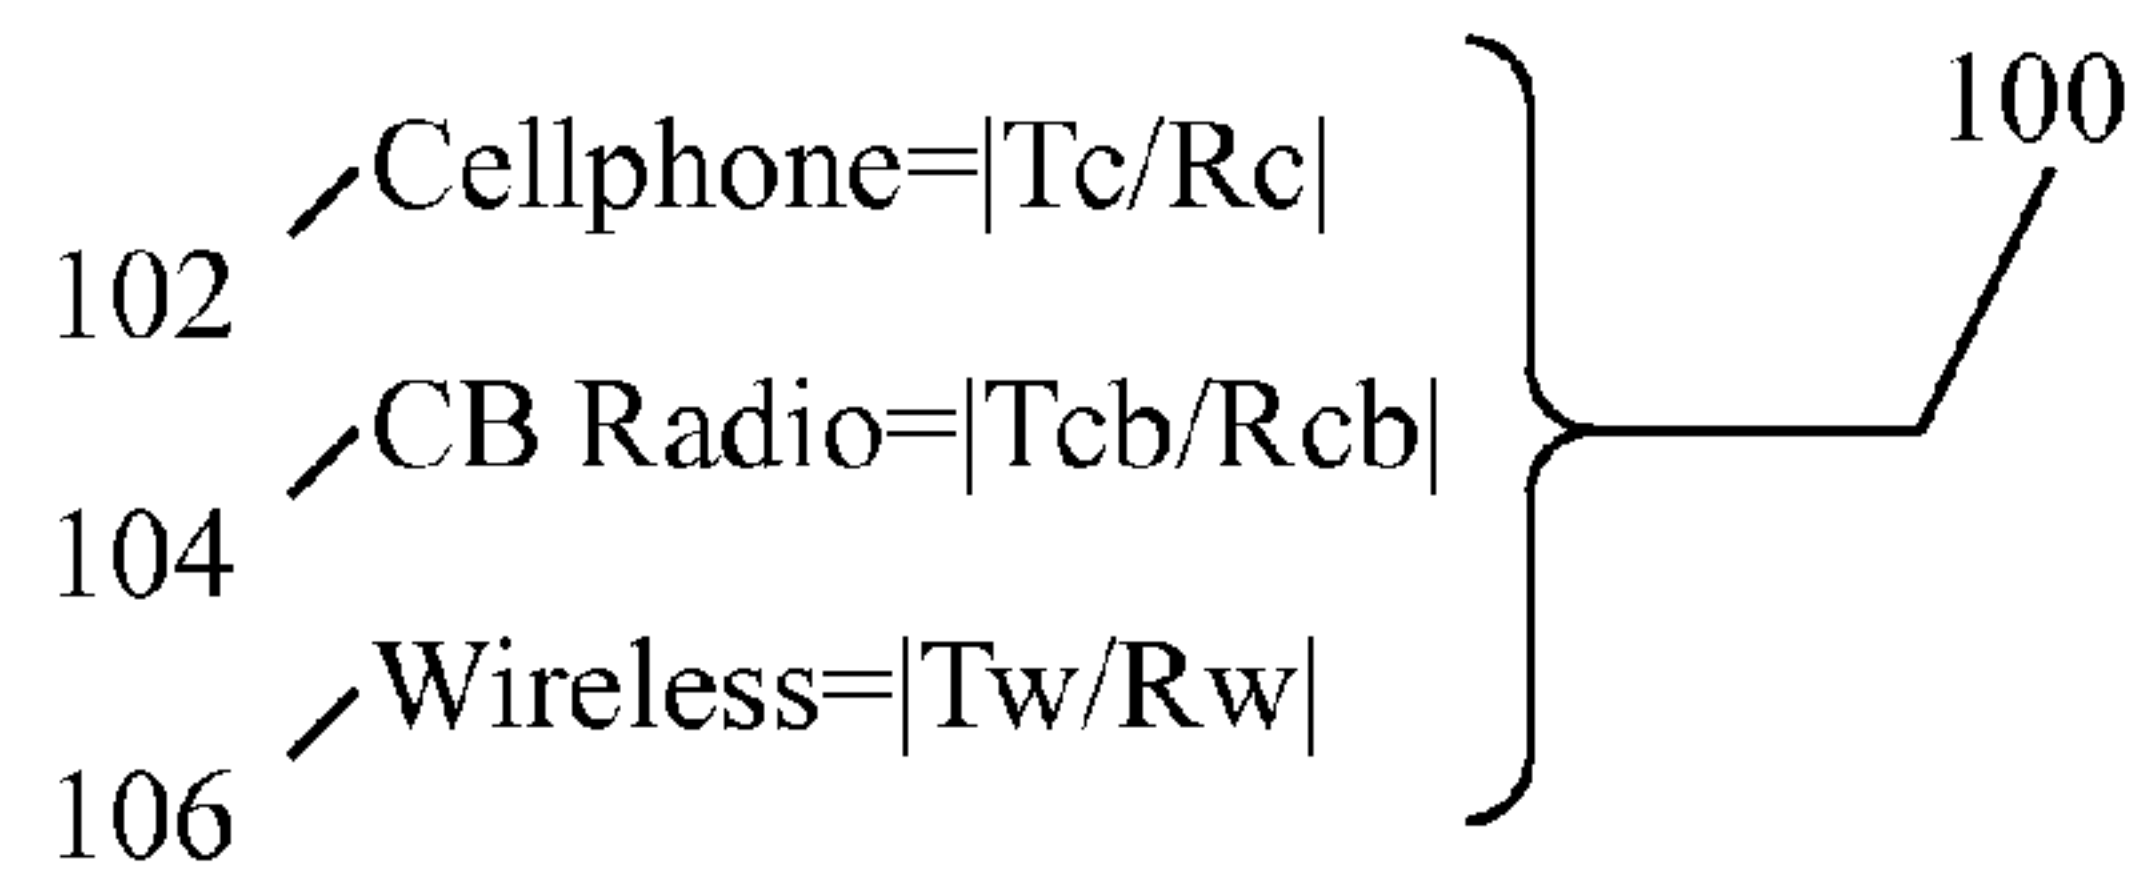 100
Cellphone=|Tc/Rc|
102
CB Radio=|Tcb/Rcb|
104
Wireless=|Tw/Rw|
106